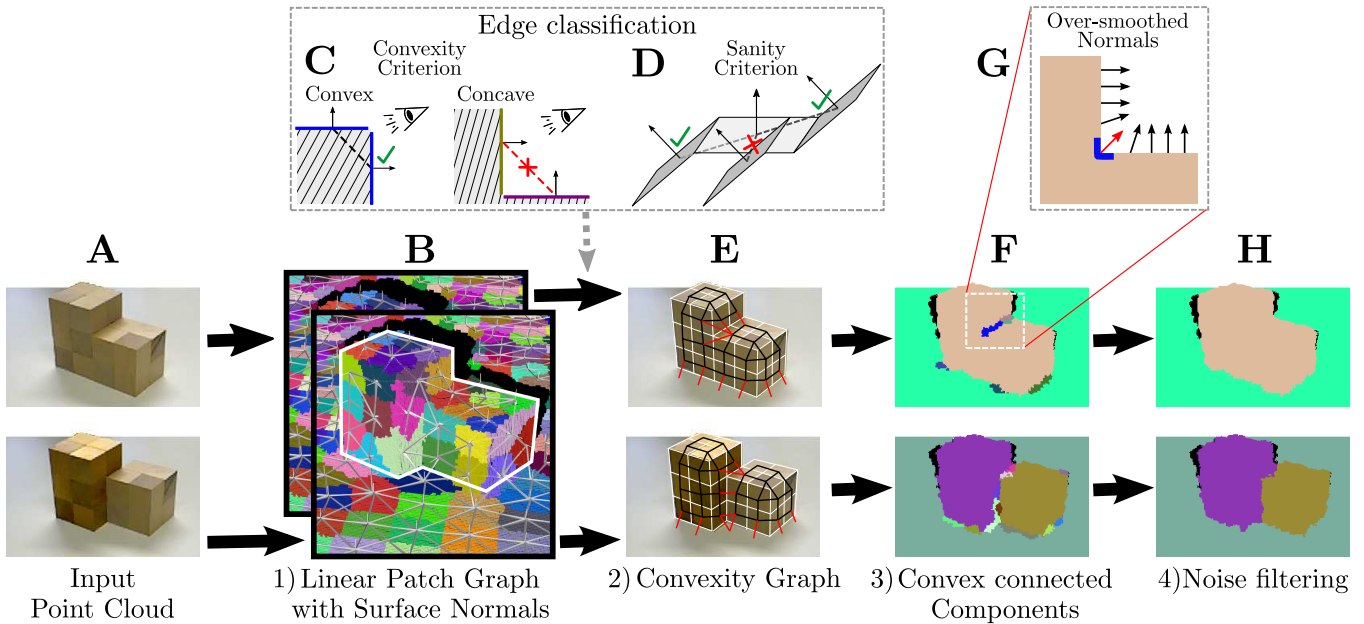 Edge classification
C
Convexity
Criterion
Convex
Concave
D
Sanity
Criterion
G
Over-smoothed
Normals
A
B
E
F
H
Input
Point Cloud
1) Linear Patch Graph
with Surface Normals
2) Convexity Graph
3) Convex connected
Components
4) Noise filtering